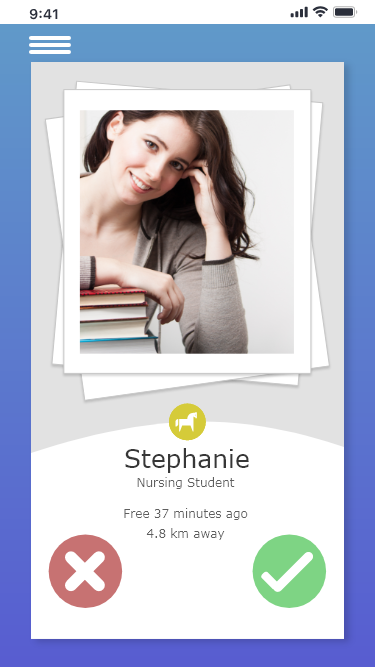 9:41
Stephanie
Nursing Student
Free 37 minutes ago
4.8 km away